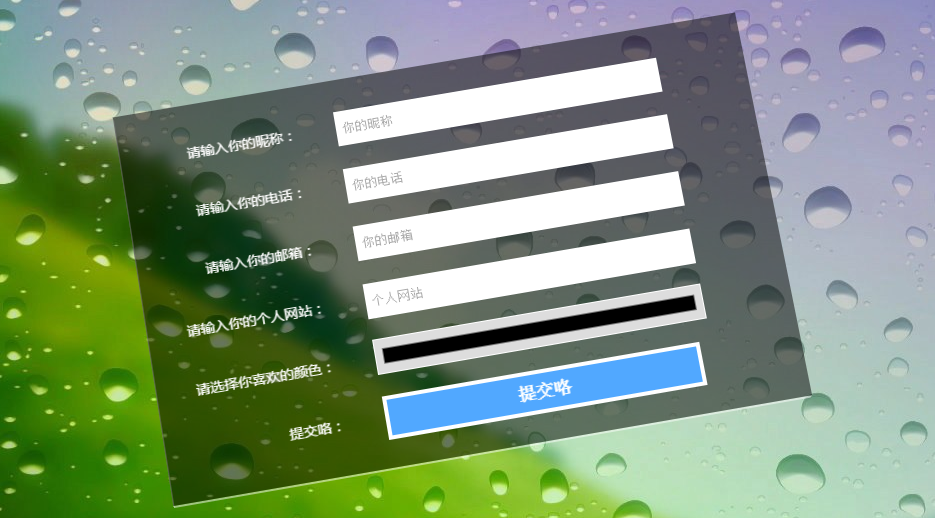 请输入你的昵称：
你的昵称
请输入你的电话：
你的电话
请输入你的邮箱：
你的邮箱
请输入你的个人网站：
个人网站
请选择你喜欢的颜色：
提交咯：
提交咯